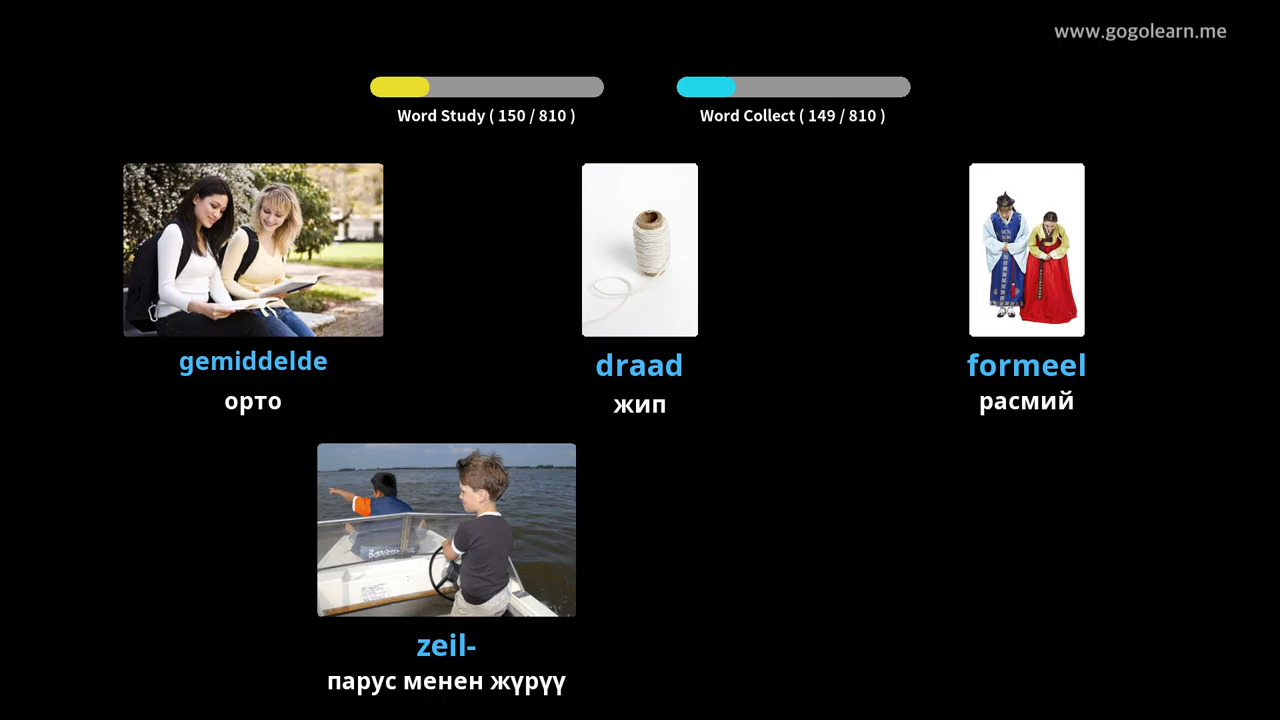 www.gogolearn.me
Word Study ( 150 / 810 )
Word Collect ( 149 / 810 )
gemiddelde
орто
draad
жип
formeel
расмий
zeil-
парус менен жүрүү